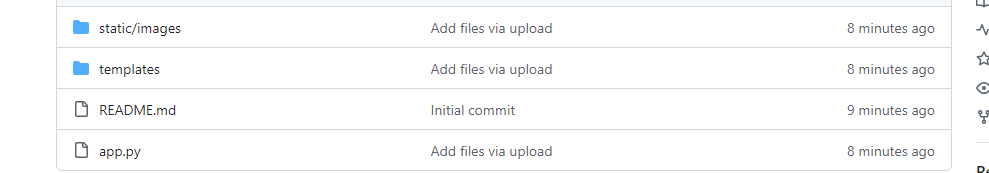 static/images Add files via upload 8 minutes ago
templates Add files via upload 8 minutes ago
README.md Initial commit 9 minutes ago
app.py Add files via upload 8 minutes ago